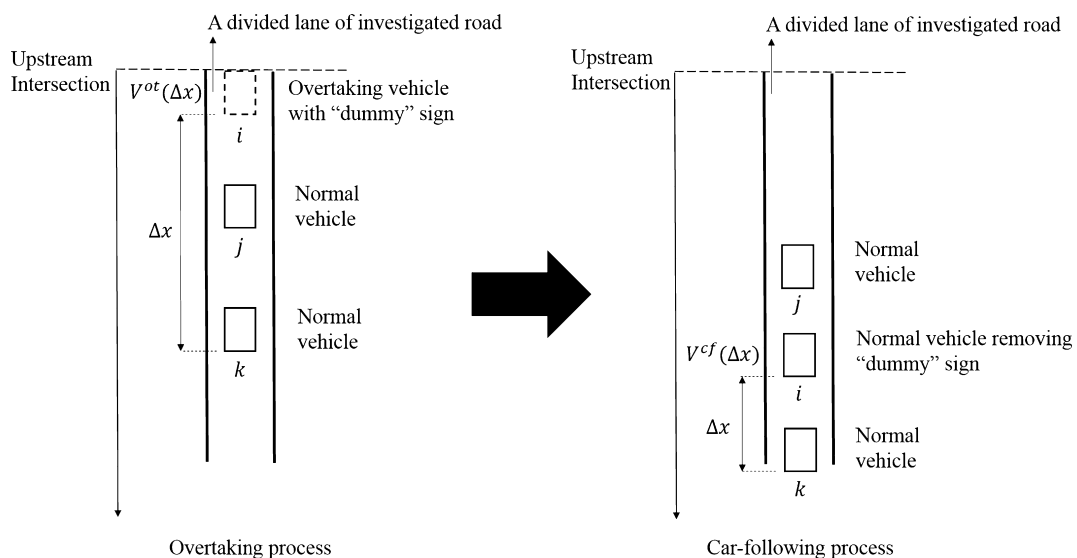 A divided lane of investigated road
Upstream
Intersection
V^{ot}(Δx)
Overtaking vehicle
with “dummy” sign
i
Normal
vehicle
Δx
j
Normal
vehicle
k
Overtaking process
A divided lane of investigated road
Upstream
Intersection
Normal
vehicle
j
V^{cf}(Δx)
Normal vehicle removing
“dummy” sign
i
Δx
Normal
vehicle
k
Car-following process